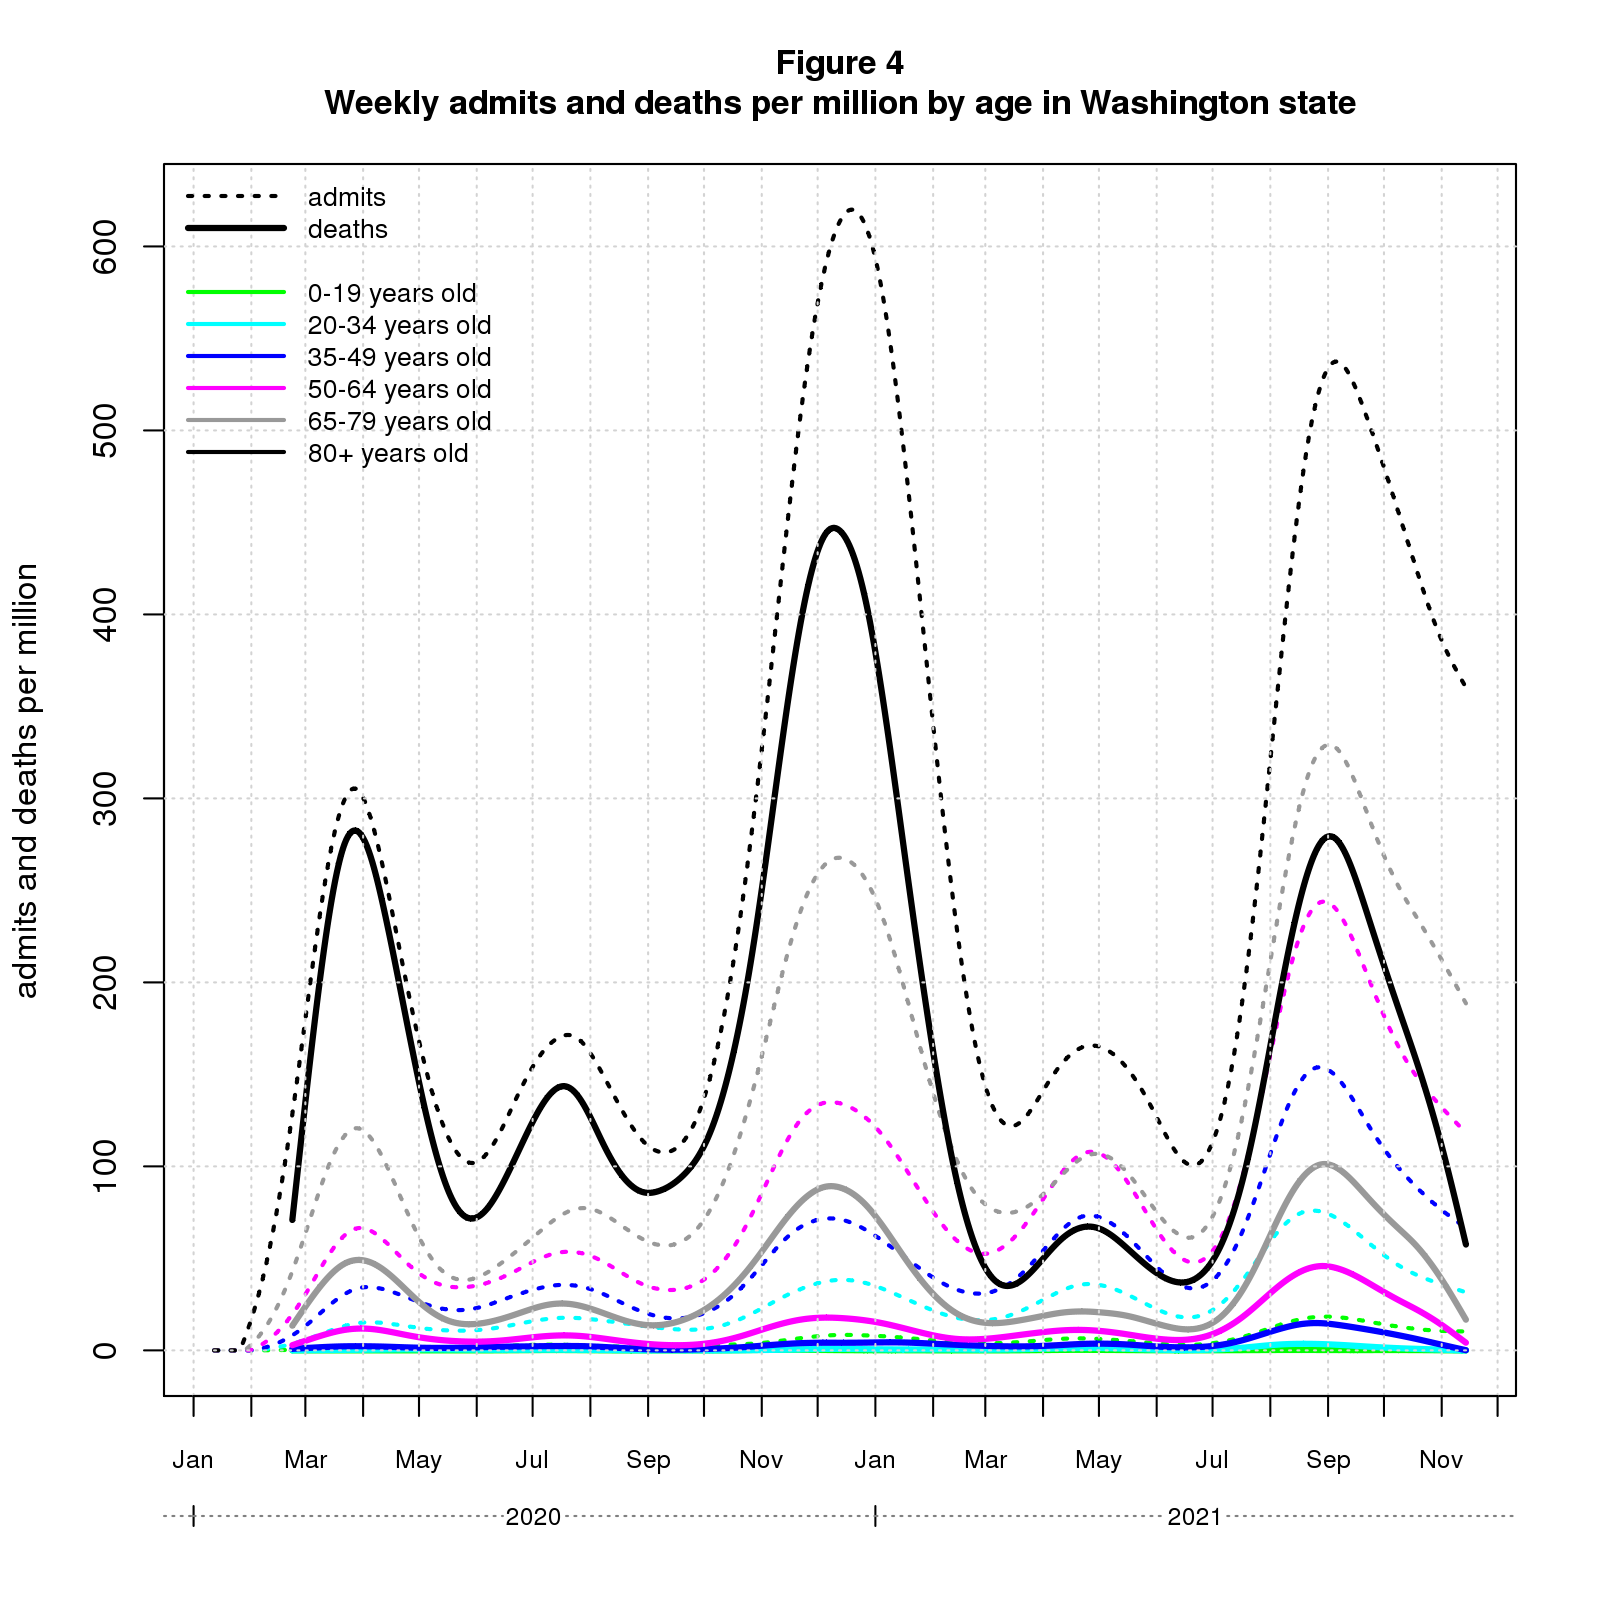 Figure 4
Weekly admits and deaths per million by age in Washington state
admits
deaths
0-19 years old
20-34 years old
35-49 years old
50-64 years old
65-79 years old
80+ years old
admits and deaths per million
600
500
400
300
200
100
0
Jan Mar May Jul Sep Nov Jan Mar May Jul Sep Nov
2020 2021